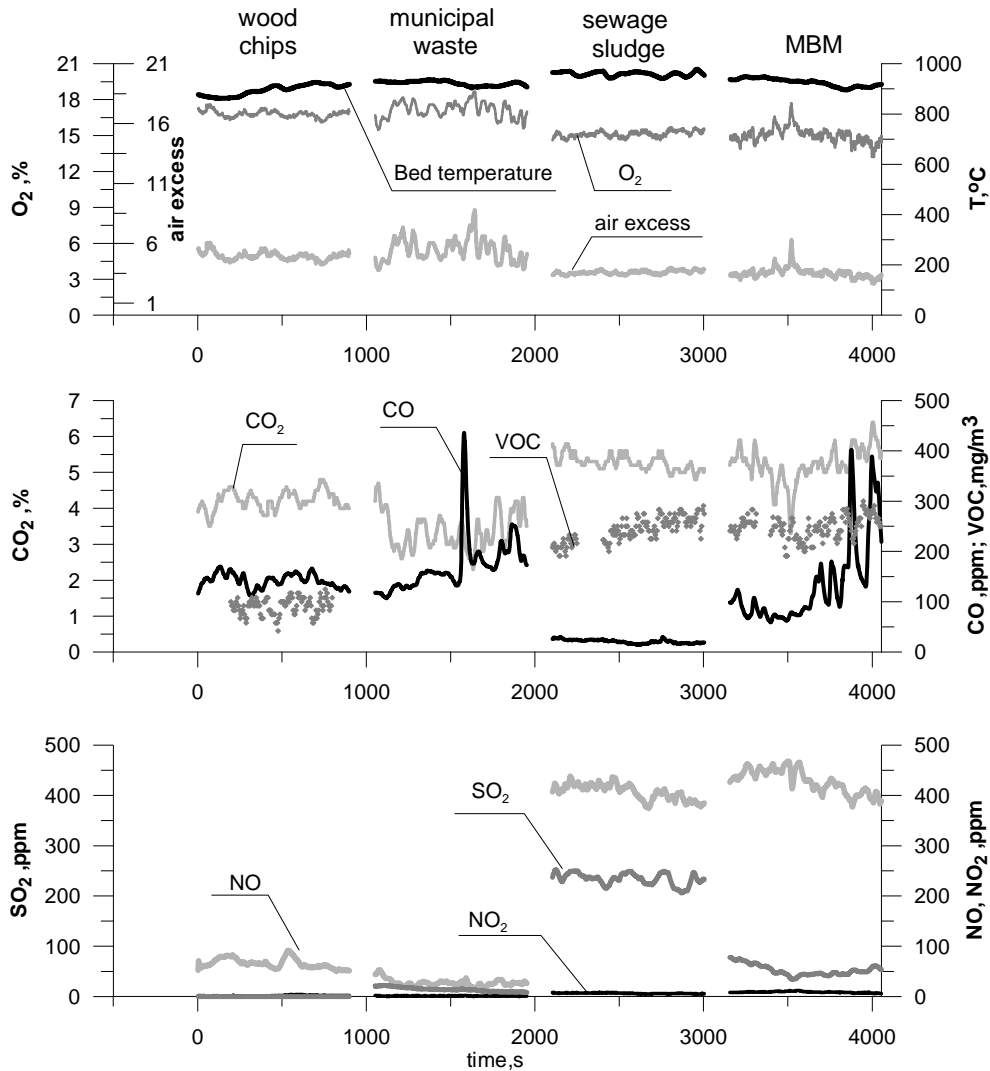 wood
chips
municipal
waste
sewage
sludge
MBM
21
18
15
12
9
6
3
0
O2 ,%
21
16
11
6
1
air excess
Bed temperature
O2
air excess
1000
800
600
400
200
0
T,ºC
0 1000 2000 3000 4000
7
6
5
4
3
2
1
0
CO2 ,%
CO2
CO
VOC
500
400
300
200
100
0
CO ,ppm; VOC,mg/m3
0 1000 2000 3000 4000
500
400
300
200
100
0
SO2 ,ppm
NO
SO2
NO2
500
400
300
200
100
0
NO, NO2 ,ppm
0 1000 2000 3000 4000
time,s